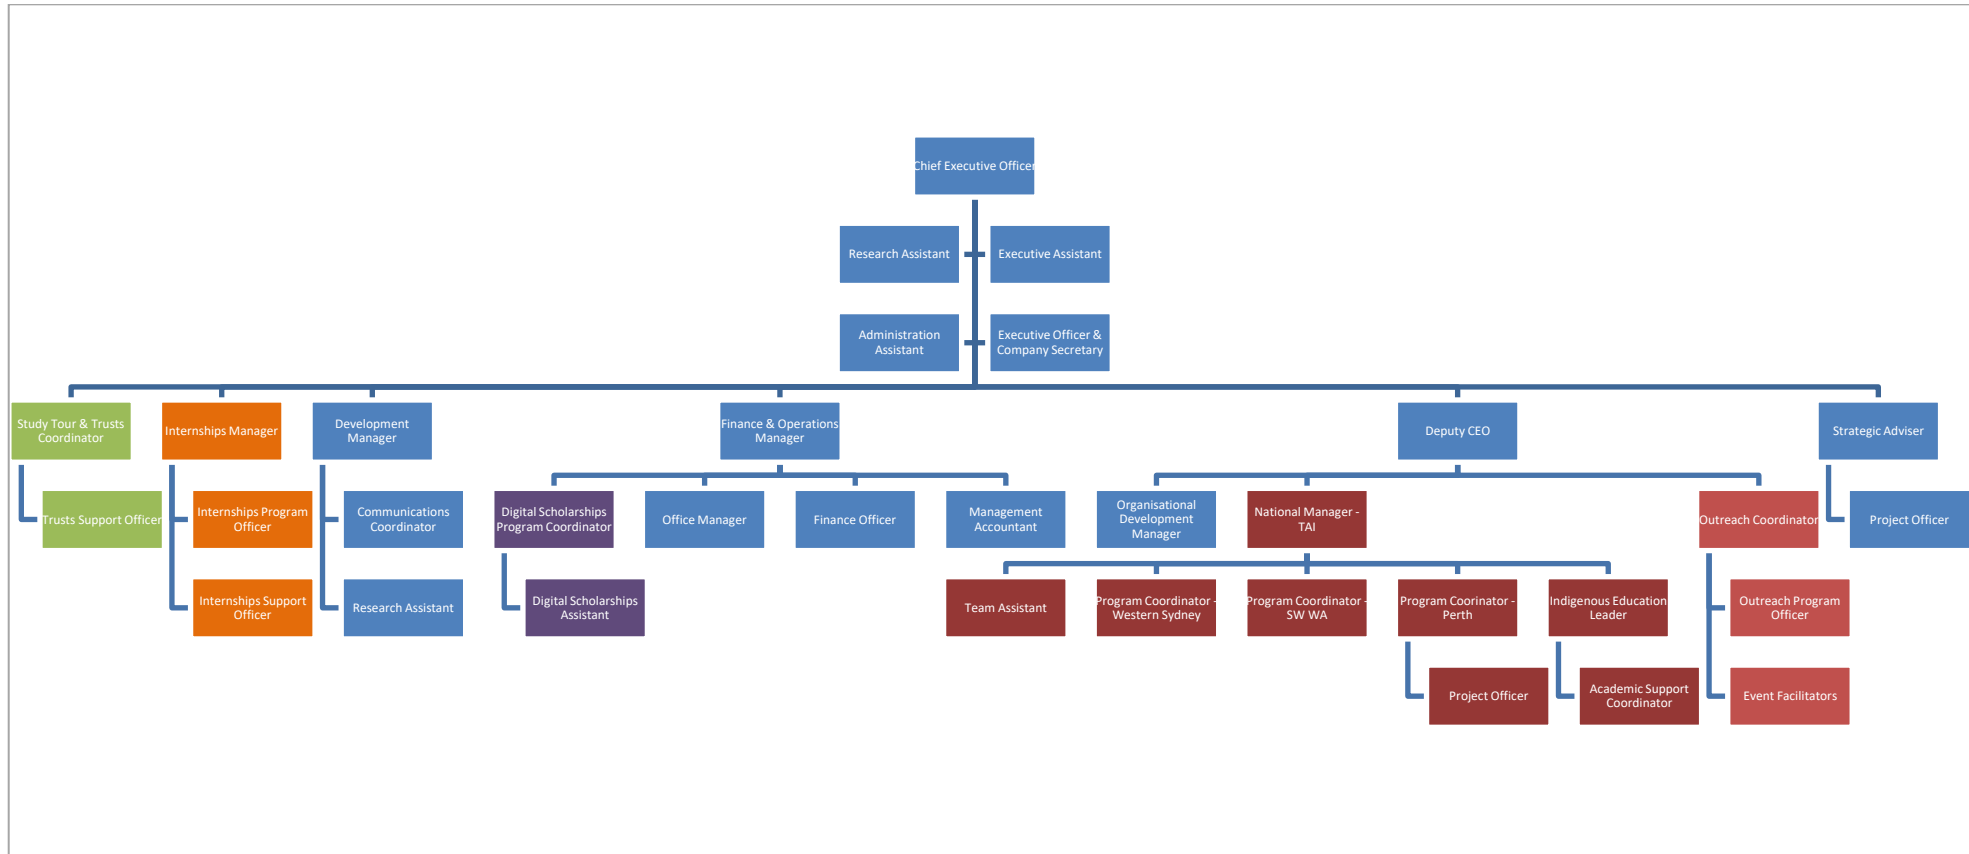 Chief Executive Officer
Research Assistant
Executive Assistant
Administration
Assistant
Executive Officer &
Company Secretary
Study Tour & Trusts
Coordinator
Internships Manager
Development
Manager
Finance & Operations
Manager
Deputy CEO
Strategic Adviser
Trusts Support Officer
Internships Program
Officer
Communications
Coordinator
Digital Scholarships
Program Coordinator
Office Manager
Finance Officer
Management
Accountant
Organisational
Development
Manager
National Manager -
TAI
Outreach Coordinator
Project Officer
Internships Support
Officer
Research Assistant
Digital Scholarships
Assistant
Team Assistant
Program Coordinator -
Western Sydney
Program Coordinator -
SW WA
Program Coorinator -
Perth
Indigenous Education
Leader
Outreach Program
Officer
Project Officer
Academic Support
Coordinator
Event Facilitators